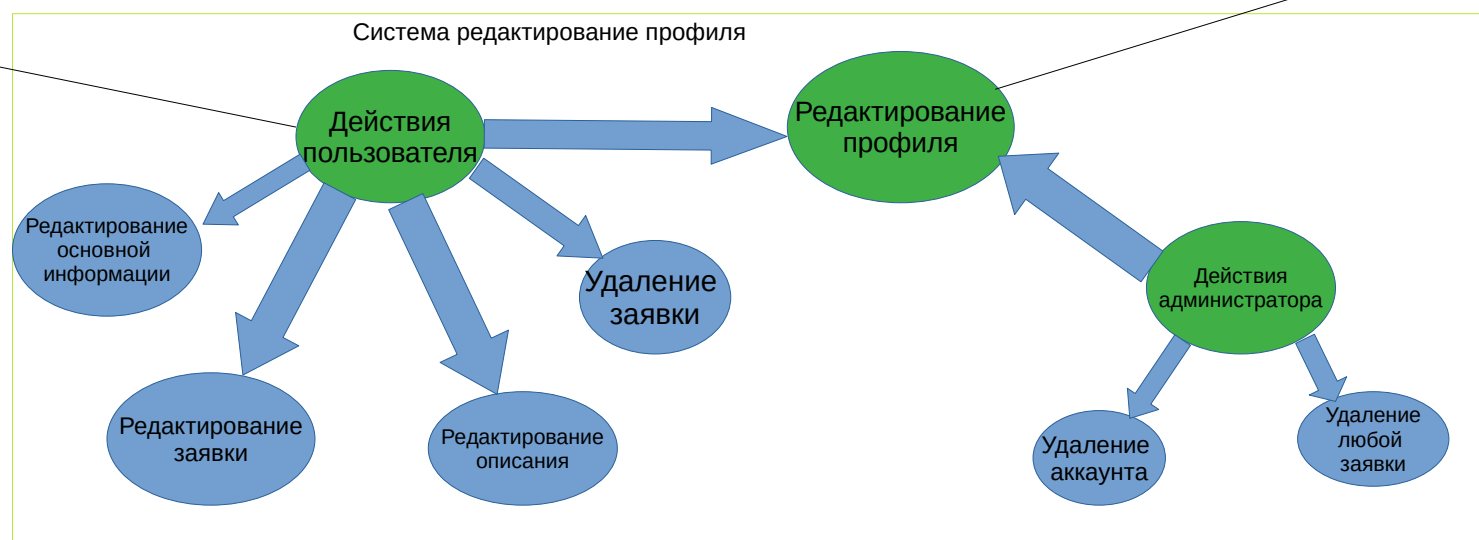 Система редактирование профиля
Действия
пользователя
Редактирование
профиля
Редактирование
основной
информации
Удаление
заявки
Действия
администратора
Редактирование
заявки
Редактирование
описания
Удаление
аккаунта
Удаление
любой
заявки